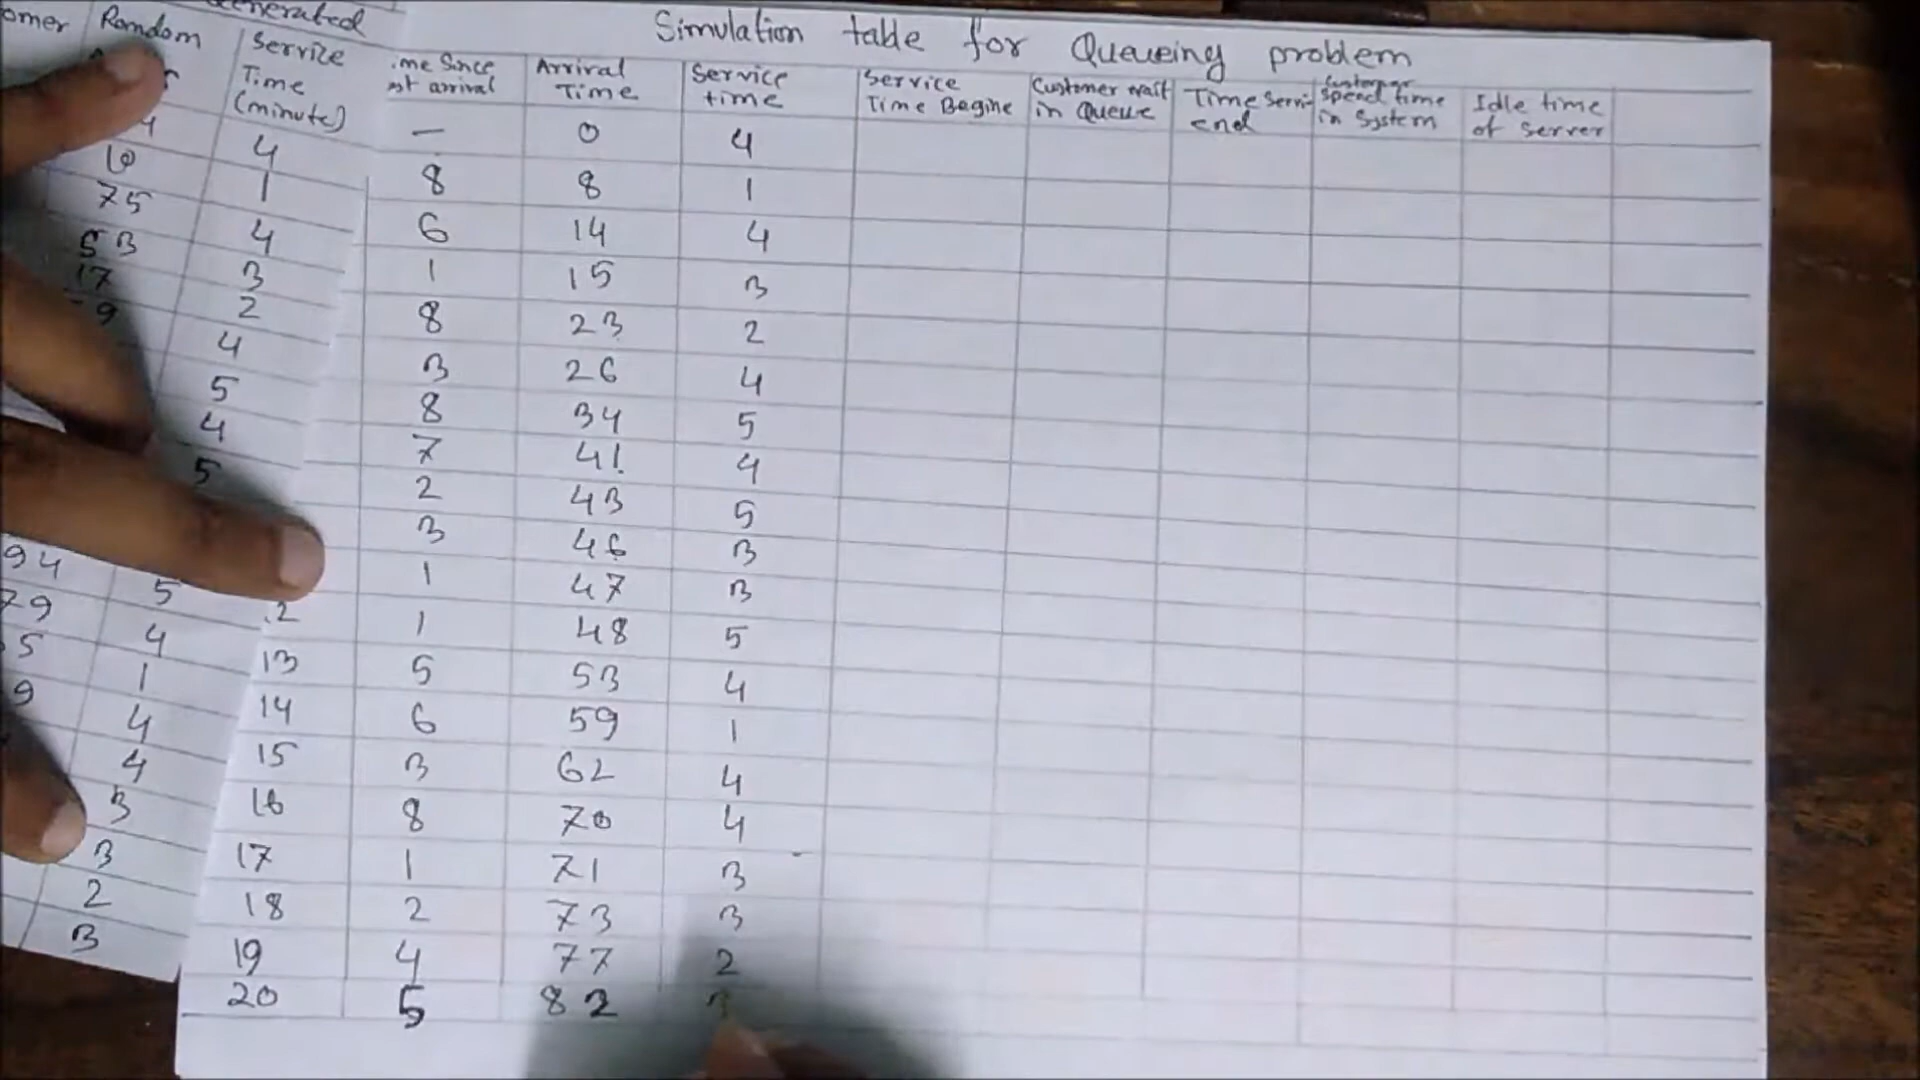 Simulation table for Queueing problem
omer Random
Service Time (minute)
4
10 1
75 4
53 3
17 2
9 4
5
4
5
94 5
79 4
5 1
9 4
4
3
3
2
3
me Since st arrival Arrival Time Service time Service Time Begine Customer wait in Queue Time Servi end Customer Spend time in System Idle time of server
— 0 4
8 8 1
6 14 4
1 15 3
8 23 2
3 26 4
8 34 5
7 41 4
2 43 5
3 46 3
1 47 3
2 1 48 5
13 5 53 4
14 6 59 1
15 3 62 4
16 8 70 4
17 1 71 3
18 2 73 3
19 4 77 2
20 5 82 3